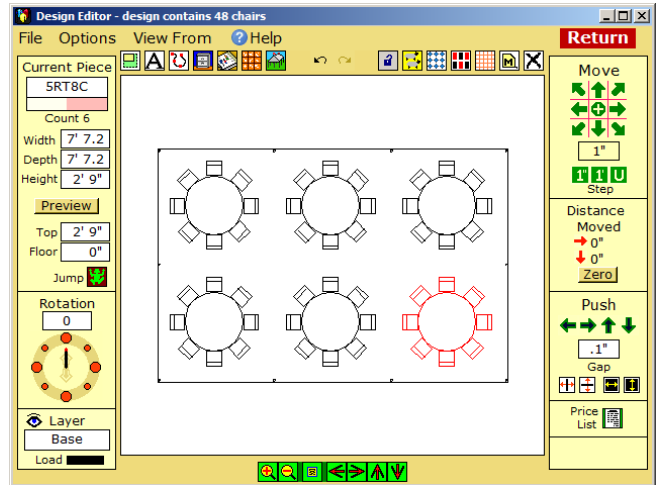 Design Editor - design contains 48 chairs
File Options View From ? Help
Return
Current Piece
5RT8C
Count 6
Width 7' 7.2
Depth 7' 7.2
Height 2' 9"
Preview
Top 2' 9"
Floor 0"
Jump
Rotation
0
Layer
Base
Load
A
M
Move
1"
1" 1' U
Step
Distance
Moved
0"
0"
Zero
Push
.1"
Gap
Price
List